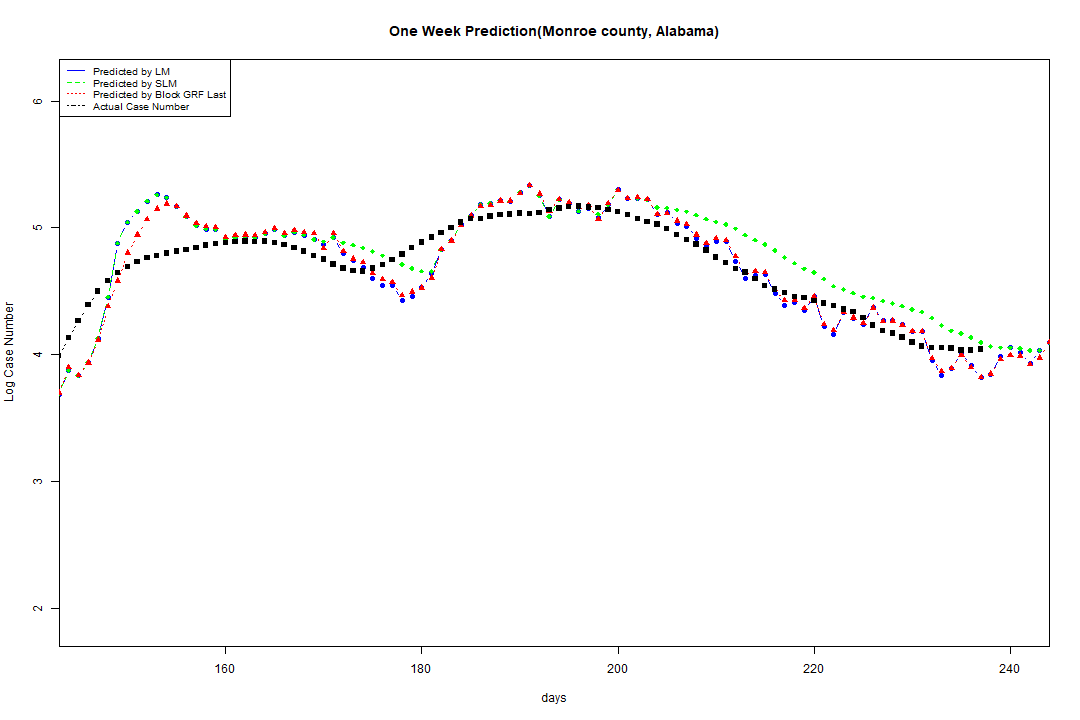 One Week Prediction(Monroe county, Alabama)
Predicted by LM
Predicted by SLM
Predicted by Block GRF Last
Actual Case Number
6
5
4
3
2
Log Case Number
160 180 200 220 240
days